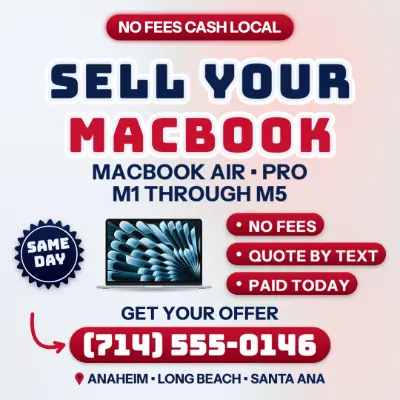 NO FEES CASH LOCAL
SELL YOUR
MACBOOK
MACBOOK AIR • PRO
M1 THROUGH M5
SAME
DAY
• NO FEES
• QUOTE BY TEXT
• PAID TODAY
GET YOUR OFFER
(714) 555-0146
ANAHEIM • LONG BEACH • SANTA ANA